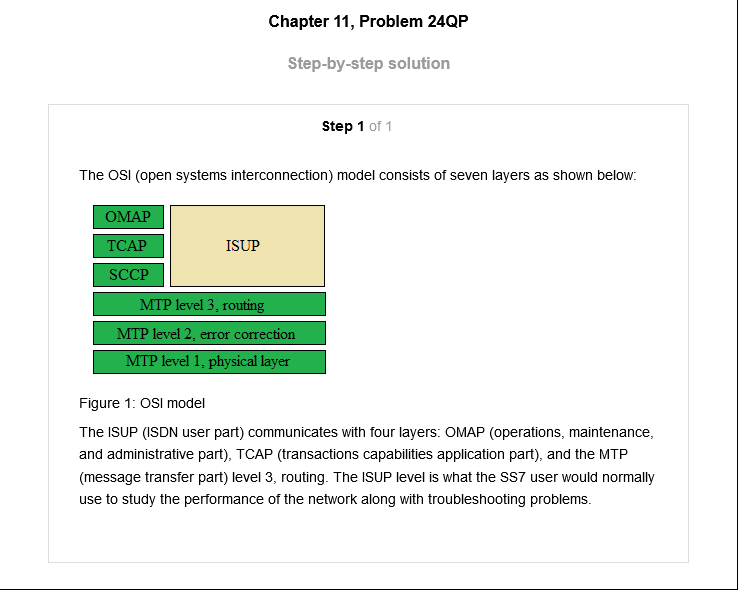 Chapter 11, Problem 24QP
Step-by-step solution
Step 1 of 1
The OSI (open systems interconnection) model consists of seven layers as shown below:
OMAP
TCAP
SCCP
ISUP
MTP level 3, routing
MTP level 2, error correction
MTP level 1, physical layer
Figure 1: OSI model
The ISUP (ISDN user part) communicates with four layers: OMAP (operations, maintenance,
and administrative part), TCAP (transactions capabilities application part), and the MTP
(message transfer part) level 3, routing. The ISUP level is what the SS7 user would normally
use to study the performance of the network along with troubleshooting problems.